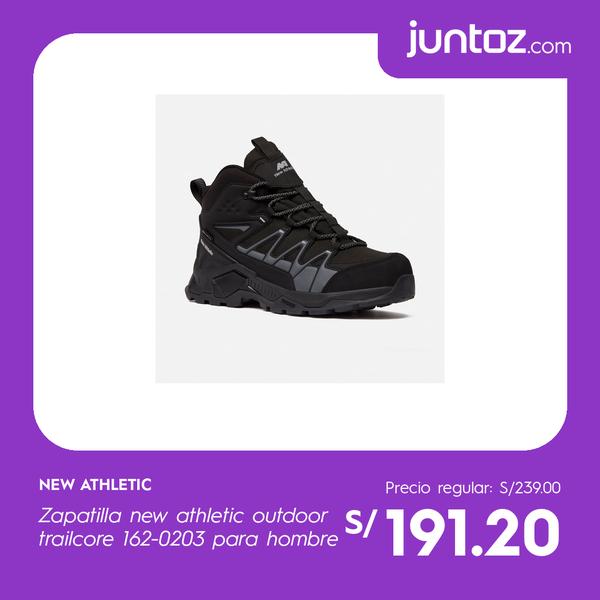 juntoz.com
NEW ATHLETIC
Zapatilla new athletic outdoor
trailcore 162-0203 para hombre
Precio regular: S/239.00
S/191.20